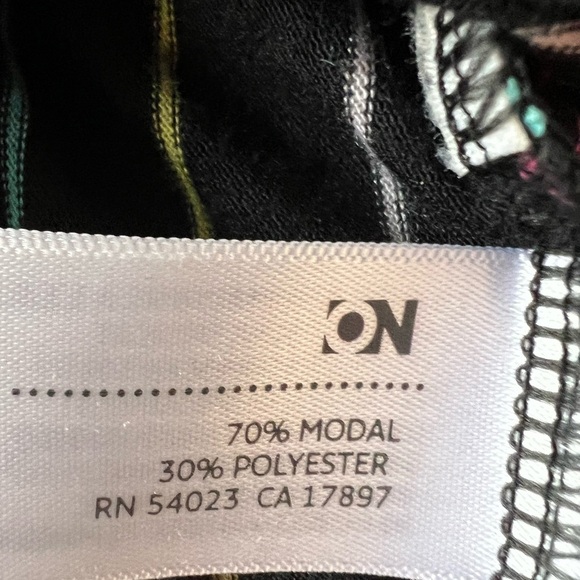 ON
70% MODAL
30% POLYESTER
RN 54023 CA 17897